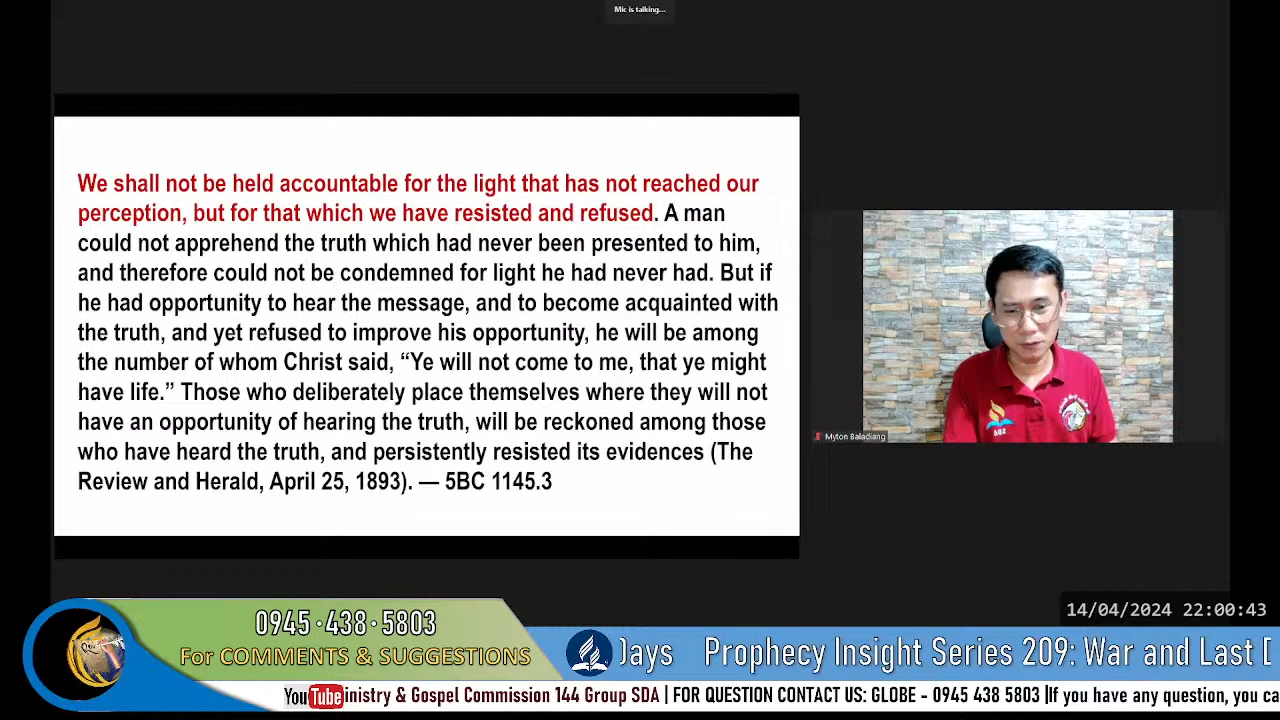 Mic is talking...
We shall not be held accountable for the light that has not reached our
perception, but for that which we have resisted and refused. A man
could not apprehend the truth which had never been presented to him,
and therefore could not be condemned for light he had never had. But if
he had opportunity to hear the message, and to become acquainted with
the truth, and yet refused to improve his opportunity, he will be among
the number of whom Christ said, “Ye will not come to me, that ye might
have life.” Those who deliberately place themselves where they will not
have an opportunity of hearing the truth, will be reckoned among those
who have heard the truth, and persistently resisted its evidences (The
Review and Herald, April 25, 1893). — 5BC 1145.3
Myton Baladiang
14/04/2024 22:00:43
0945·438·5803
For COMMENTS & SUGGESTIONS
Days Prophecy Insight Series 209: War and Last D
YouTube inistry & Gospel Commission 144 Group SDA | FOR QUESTION CONTACT US: GLOBE - 0945 438 5803 |If you have any question, you ca